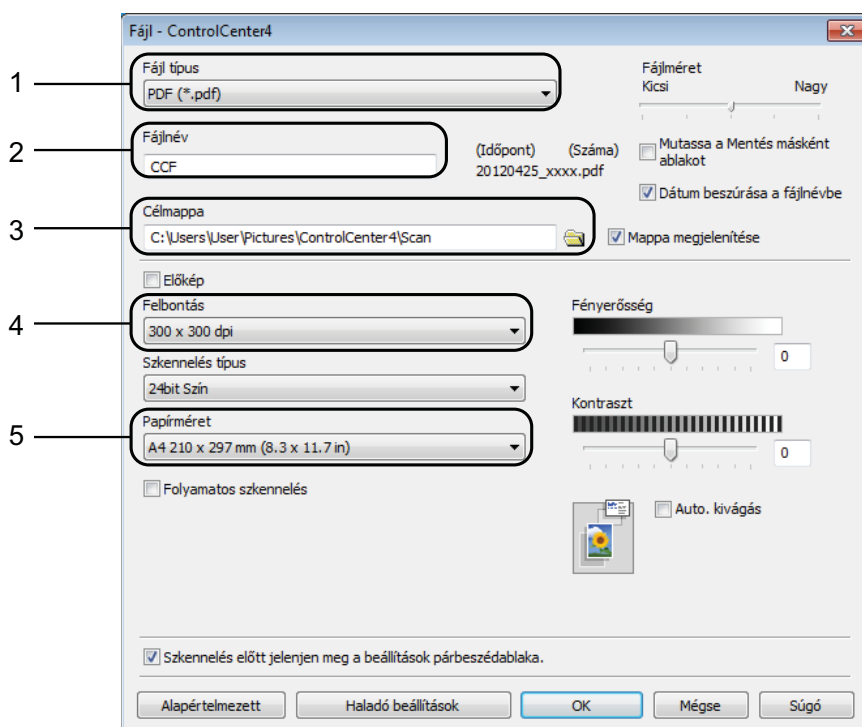 Fájl - ControlCenter4
1
Fájl típus
PDF (*.pdf)
Fájlméret
Kicsi Nagy
2
Fájlnév
CCF
(Időpont) (Száma)
20120425_xxxx.pdf
Mutassa a Mentés másként
ablakot
Dátum beszúrása a fájlnévbe
3
Célmappa
C:\Users\User\Pictures\ControlCenter4\Scan
Mappa megjelenítése
Előkép
4
Felbontás
300 x 300 dpi
Fényerősség
0
Szkennelés típus
24bit Szín
Kontraszt
0
5
Papírméret
A4 210 x 297 mm (8.3 x 11.7 in)
Folyamatos szkennelés
Auto. kivágás
Szkennelés előtt jelenjen meg a beállítások párbeszédablaka.
Alapértelmezett Haladó beállítások OK Mégse Súgó